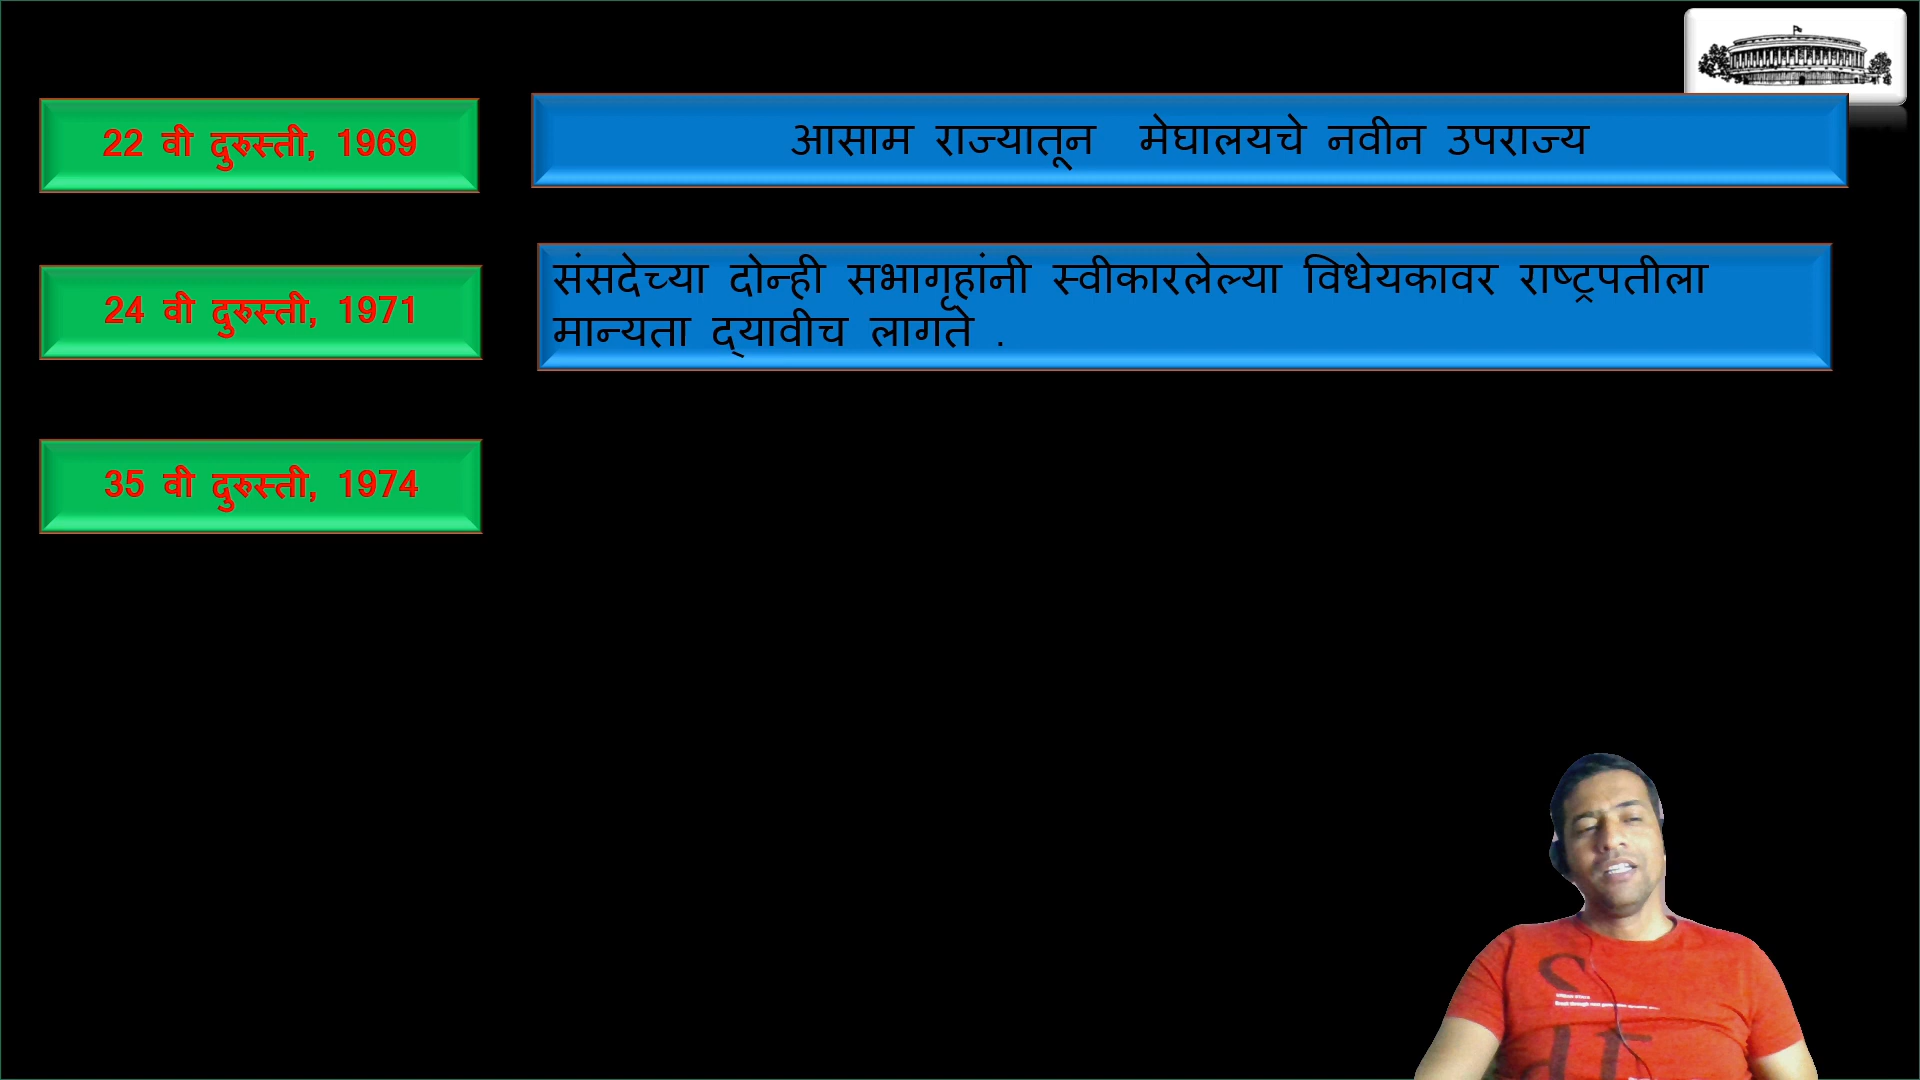 22 वी दुरुस्ती, 1969
आसाम राज्यातून मेघालयचे नवीन उपराज्य
24 वी दुरुस्ती, 1971
संसदेच्या दोन्ही सभागृहांनी स्वीकारलेल्या विधेयकावर राष्ट्रपतीला
मान्यता द्यावीच लागते .
35 वी दुरुस्ती, 1974